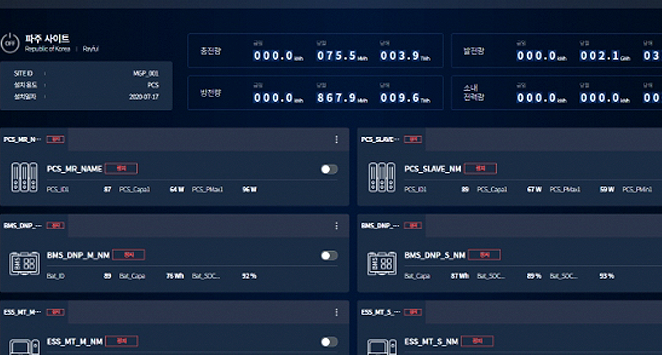 OFF 파주 사이트
Republic of Korea | Rayful
SITE ID : MGP_001
설치 용도 : PCS
설치일자 : 2020-07-17
충전량 금일 000.0 kWh 당월 075.5 MWh 당해 003.9 TWh
방전량 금일 000.0 kWh 당월 867.9 MWh 당해 009.6 TWh
발전량 금일 000.0 kWh 당월 002.1 GWh 당해 03
소내 전력량 금일 000.0 kWh 당월 000.0 당해 00
PCS_MR_N... 정지
PCS_MR_NAME 정지
PCS_ID1 87 PCS_Capa1 64 W PCS_PMax1 96 W
PCS_SLAVE... 정지
PCS_SLAVE_NM 정지
PCS_ID1 89 PCS_Capa1 67 W PCS_PMax1 59 W PCS_PMin1
BMS_DNP_... 정지
BMS_DNP_M_NM 정지
Bat_ID 89 Bat_Capa 76 Wh Bat_SOC... 92 %
BMS_DNP_... 정지
BMS_DNP_S_NM 정지
Bat_Capa 87 Wh Bat_SOC... 89 % Bat_SOC... 93 %
BMS
BMS
ESS_MT_M... 정지
ESS_MT_M_NM 정지
ESS_MT_S_... 정지
ESS_MT_S_NM 정지